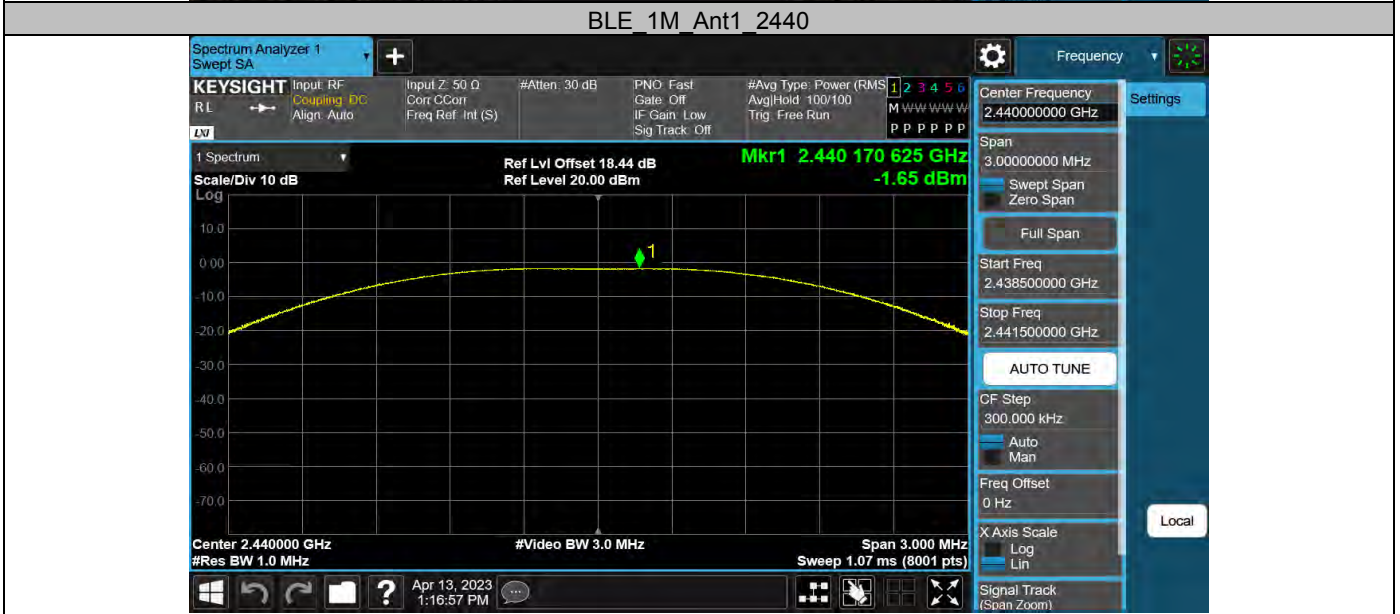 BLE_1M_Ant1_2440
Spectrum Analyzer 1
Swept SA
+
Frequency
KEYSIGHT
RL
LXI
Input: RF
Coupling: DC
Align: Auto
Input Z: 50 Ω
Corr CCorr
Freq Ref: Int (S)
#Atten: 30 dB
PNO: Fast
Gate: Off
IF Gain: Low
Sig Track: Off
#Avg Type: Power (RMS
Avg|Hold: 100/100
Trig: Free Run
1 2 3 4 5 6
M W W W W W
P P P P P P
1 Spectrum
Scale/Div 10 dB
Ref Lvl Offset 18.44 dB
Ref Level 20.00 dBm
Mkr1 2.440 170 625 GHz
-1.65 dBm
Log
10.0
0.00
-10.0
-20.0
-30.0
-40.0
-50.0
-60.0
-70.0
1
Center 2.440000 GHz
#Res BW 1.0 MHz
#Video BW 3.0 MHz
Span 3.000 MHz
Sweep 1.07 ms (8001 pts)
?
Apr 13, 2023
1:16:57 PM
Center Frequency
2.440000000 GHz
Settings
Span
3.00000000 MHz
Swept Span
Zero Span
Full Span
Start Freq
2.438500000 GHz
Stop Freq
2.441500000 GHz
AUTO TUNE
CF Step
300.000 kHz
Auto
Man
Freq Offset
0 Hz
X Axis Scale
Log
Lin
Local
Signal Track
(Span Zoom)